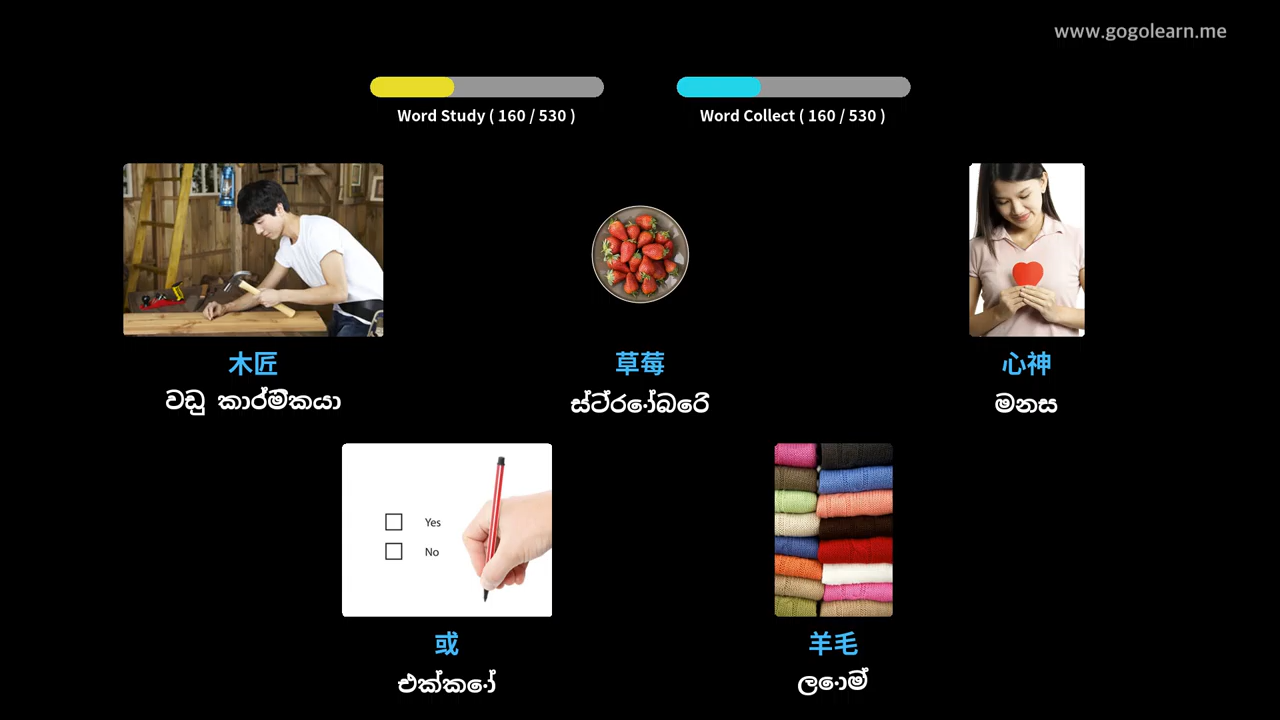 www.gogolearn.me
Word Study ( 160 / 530 )
Word Collect ( 160 / 530 )
木匠
වඩු කාර්මිකයා
草莓
ස්ට්රෝබෙරි
心神
මනස
Yes
No
或
එක්කෝ
羊毛
ලොම්